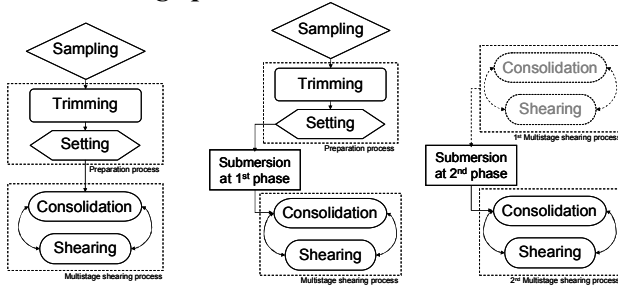 Sampling
Trimming
Setting
Preparation process
Consolidation
Shearing
Multistage shearing process
Sampling
Trimming
Setting
Preparation process
Submersion
at 1st phase
Consolidation
Shearing
Multistage shearing process
Consolidation
Shearing
1st Multistage shearing process
Submersion
at 2nd phase
Consolidation
Shearing
2nd Multistage shearing process